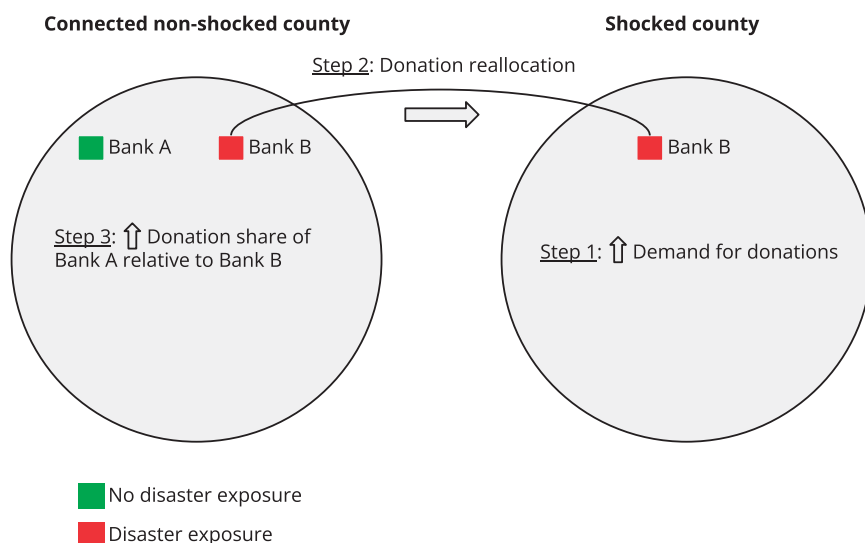 Connected non-shocked county
Shocked county
Step 2: Donation reallocation
Bank A
Bank B
Bank B
Step 3: ⇧ Donation share of
Bank A relative to Bank B
Step 1: ⇧ Demand for donations
No disaster exposure
Disaster exposure